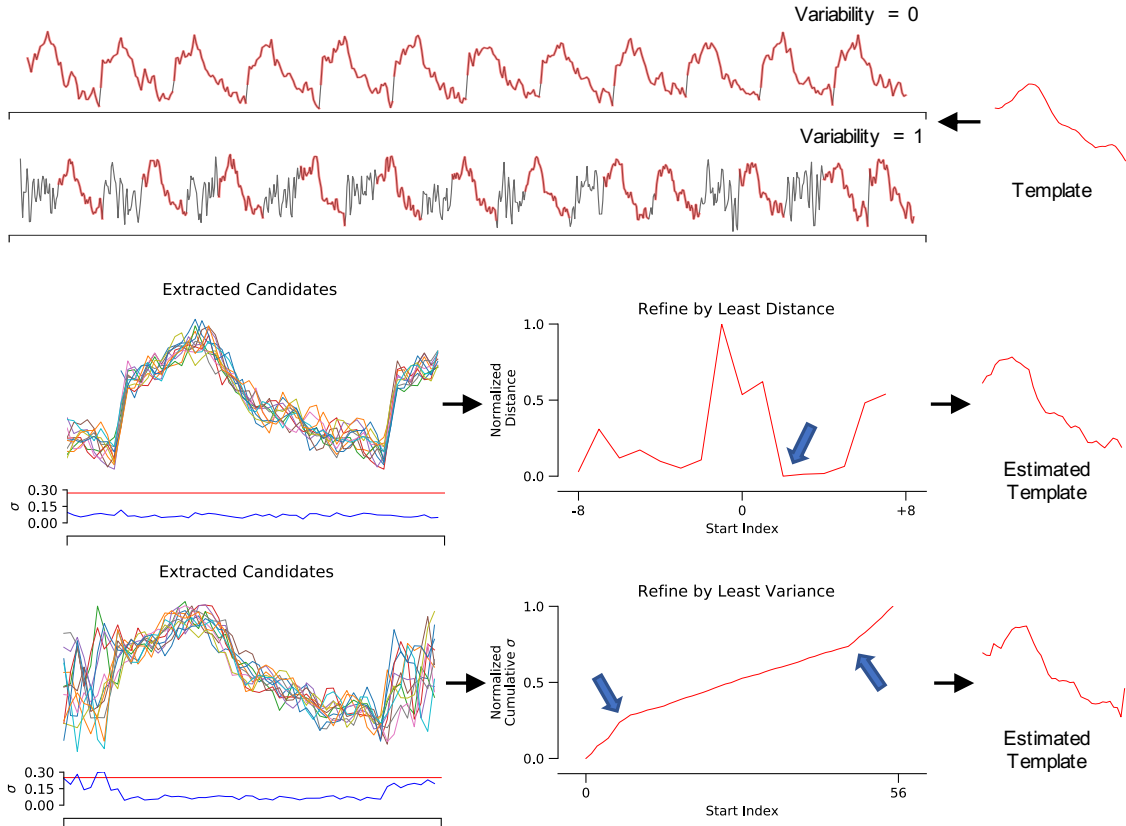 Variability = 0
Variability = 1
Template
Extracted Candidates
0.30
0.15
0.00
σ
Refine by Least Distance
Normalized
Distance
1.0
0.5
0.0
-8
0
+8
Start Index
Estimated
Template
Extracted Candidates
0.30
0.15
0.00
σ
Refine by Least Variance
Normalized
Cumulative σ
1.0
0.5
0.0
0
56
Start Index
Estimated
Template